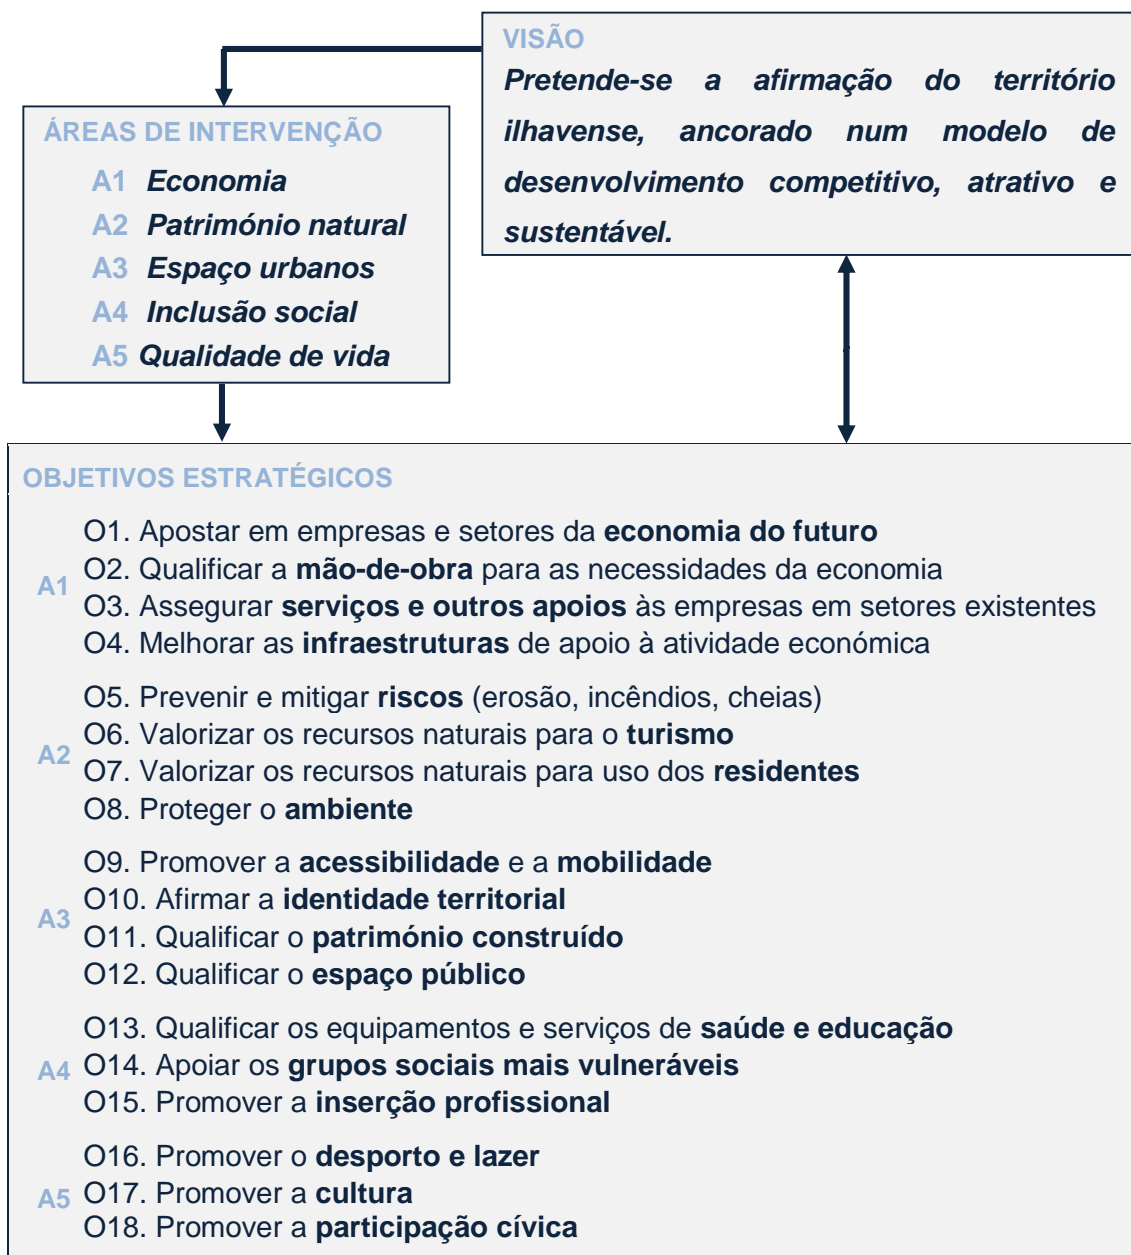 VISÃO
Pretende-se a afirmação do território
ilhavense, ancorado num modelo de
desenvolvimento competitivo, atrativo e
sustentável.
ÁREAS DE INTERVENÇÃO
A1 Economia
A2 Património natural
A3 Espaço urbanos
A4 Inclusão social
A5 Qualidade de vida
OBJETIVOS ESTRATÉGICOS
A1
O1. Apostar em empresas e setores da economia do futuro
O2. Qualificar a mão-de-obra para as necessidades da economia
O3. Assegurar serviços e outros apoios às empresas em setores existentes
O4. Melhorar as infraestruturas de apoio à atividade económica
A2
O5. Prevenir e mitigar riscos (erosão, incêndios, cheias)
O6. Valorizar os recursos naturais para o turismo
O7. Valorizar os recursos naturais para uso dos residentes
O8. Proteger o ambiente
A3
O9. Promover a acessibilidade e a mobilidade
O10. Afirmar a identidade territorial
O11. Qualificar o património construído
O12. Qualificar o espaço público
A4
O13. Qualificar os equipamentos e serviços de saúde e educação
O14. Apoiar os grupos sociais mais vulneráveis
O15. Promover a inserção profissional
A5
O16. Promover o desporto e lazer
O17. Promover a cultura
O18. Promover a participação cívica